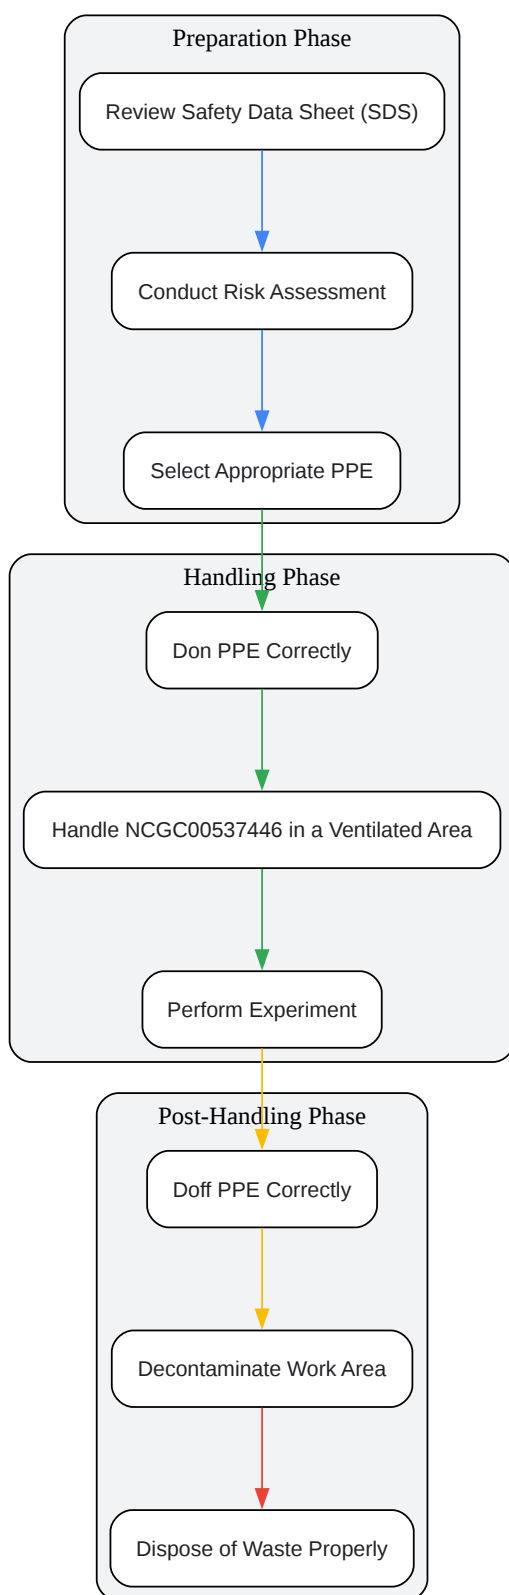 Preparation Phase
Review Safety Data Sheet (SDS)
Conduct Risk Assessment
Select Appropriate PPE
Handling Phase
Don PPE Correctly
Handle NCGC00537446 in a Ventilated Area
Perform Experiment
Post-Handling Phase
Doff PPE Correctly
Decontaminate Work Area
Dispose of Waste Properly